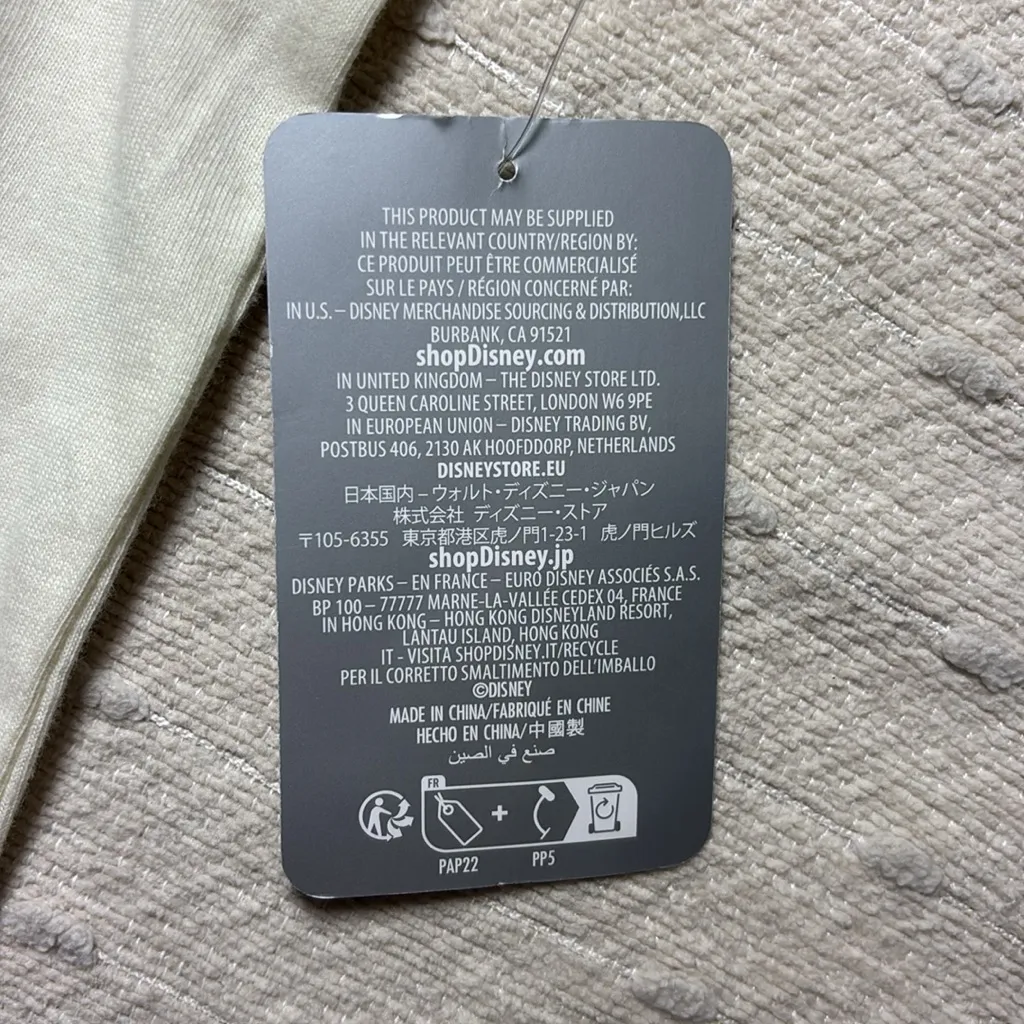 THIS PRODUCT MAY BE SUPPLIED
IN THE RELEVANT COUNTRY/REGION BY:
CE PRODUIT PEUT ÊTRE COMMERCIALISÉ
SUR LE PAYS / RÉGION CONCERNÉ PAR:
IN U.S. – DISNEY MERCHANDISE SOURCING & DISTRIBUTION,LLC
BURBANK, CA 91521
shopDisney.com
IN UNITED KINGDOM – THE DISNEY STORE LTD.
3 QUEEN CAROLINE STREET, LONDON W6 9PE
IN EUROPEAN UNION – DISNEY TRADING BV,
POSTBUS 406, 2130 AK HOOFDDORP, NETHERLANDS
DISNEYSTORE.EU
日本国内 – ウォルト・ディズニー・ジャパン
株式会社 ディズニー・ストア
〒105-6355 東京都港区虎ノ門1-23-1 虎ノ門ヒルズ
shopDisney.jp
DISNEY PARKS – EN FRANCE – EURO DISNEY ASSOCIÉS S.A.S.
BP 100 – 77777 MARNE-LA-VALLÉE CEDEX 04, FRANCE
IN HONG KONG – HONG KONG DISNEYLAND RESORT,
LANTAU ISLAND, HONG KONG
IT - VISITA SHOPDISNEY.IT/RECYCLE
PER IL CORRETTO SMALTIMENTO DELL'IMBALLO
©DISNEY
MADE IN CHINA/FABRIQUÉ EN CHINE
HECHO EN CHINA/中國製
صنع في الصين
FR
+
PAP22 PP5